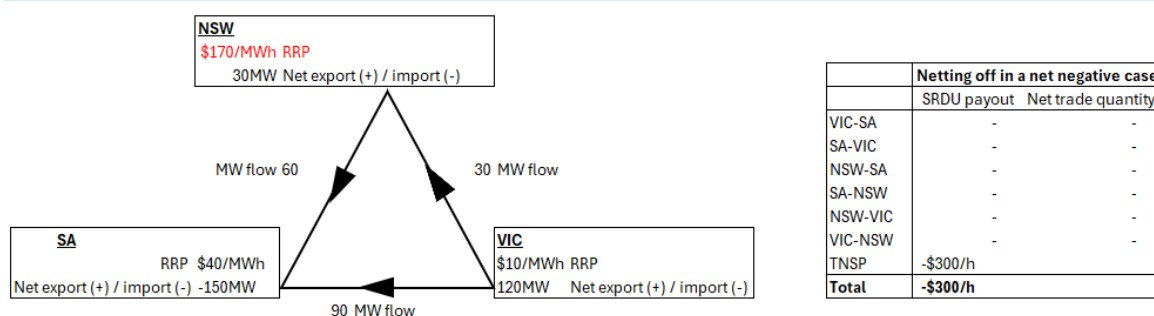 NSW
$170/MWh RRP
30MW Net export (+) / import (-)
MW flow 60
30 MW flow
SA
RRP $40/MWh
Net export (+) / import (-) -150MW
VIC
$10/MWh RRP
120MW Net export (+) / import (-)
90 MW flow
Netting off in a net negative case
SRDU payout Net trade quantity
VIC-SA - -
SA-VIC - -
NSW-SA - -
SA-NSW - -
NSW-VIC - -
VIC-NSW - -
TNSP -$300/h
Total -$300/h